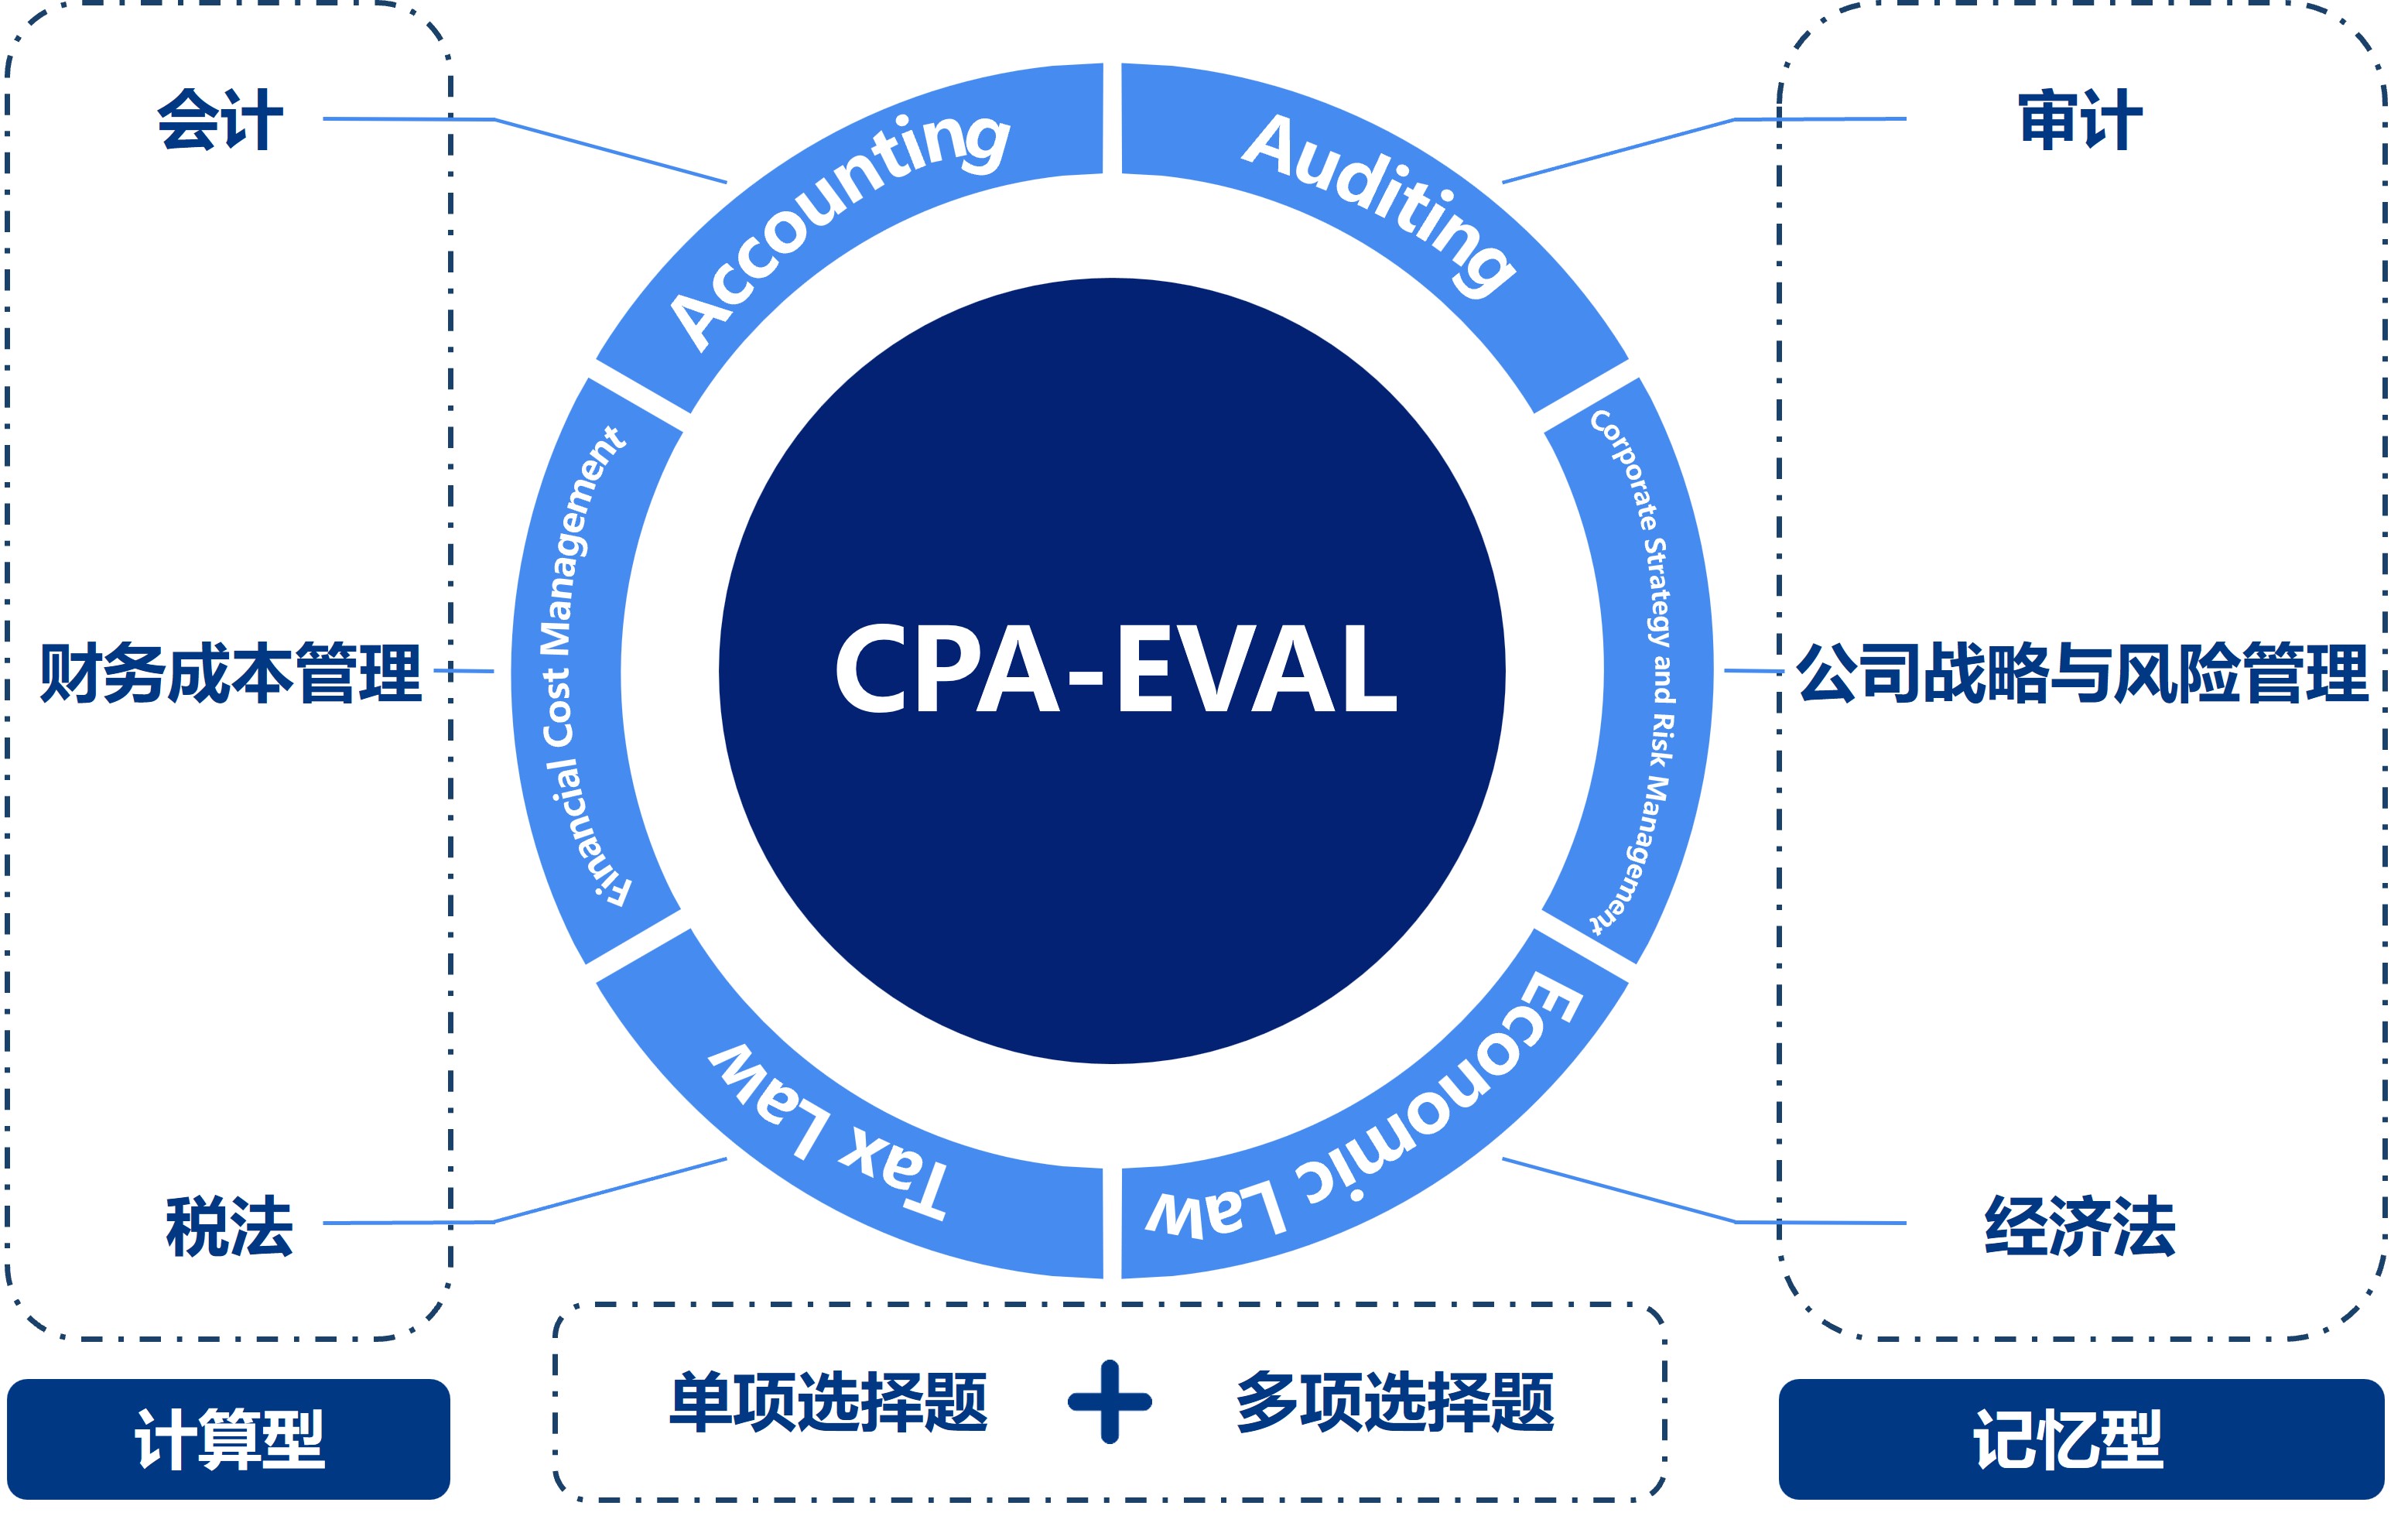 会计
Accounting
Auditing
审计
财务成本管理
Financial Cost Management
CPA-EVAL
Corporate Strategy and Risk Management
公司战略与风险管理
税法
Tax Law
Economic Law
经济法
单项选择题 + 多项选择题
计算型
记忆型